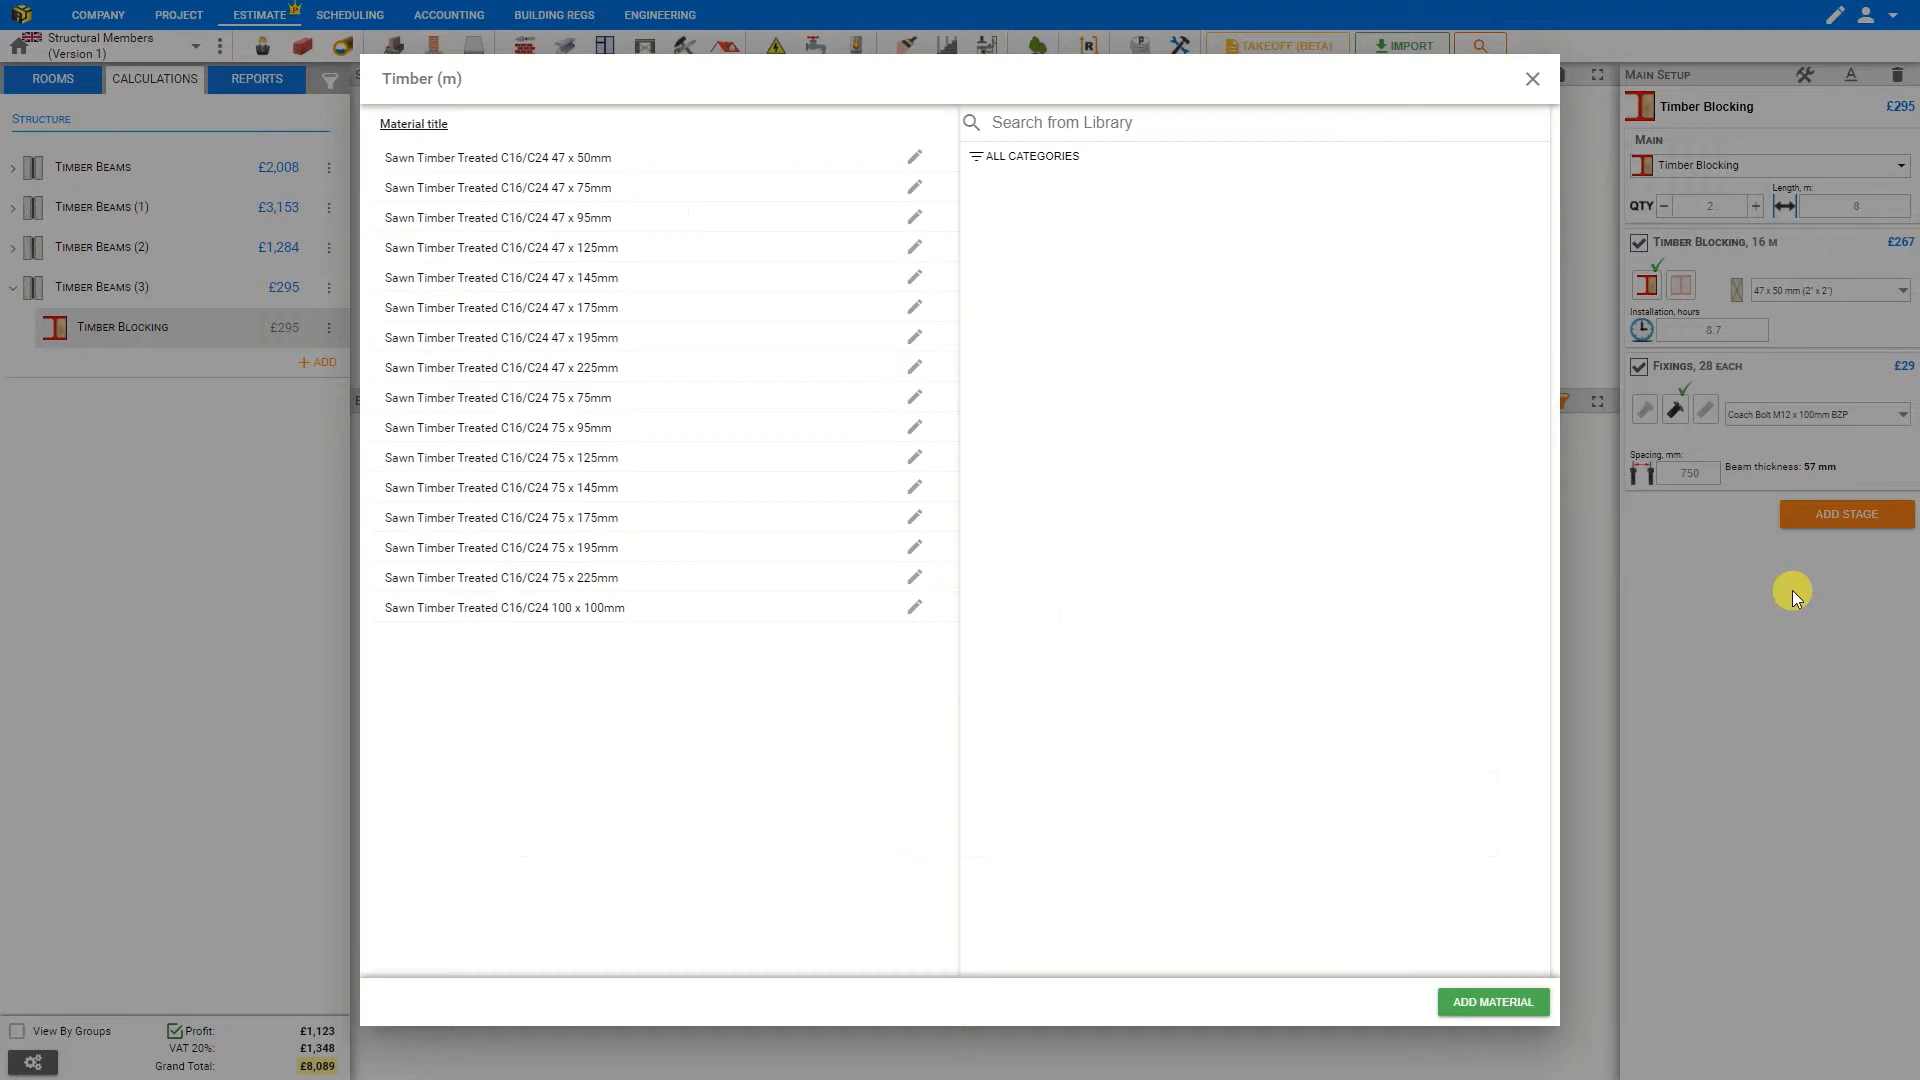 COMPANY PROJECT ESTIMATE SCHEDULING ACCOUNTING BUILDING REGS ENGINEERING
Structural Members
(Version 1)
TAKEOFF (BETA) IMPORT
ROOMS CALCULATIONS REPORTS
STRUCTURE
TIMBER BEAMS £2,008
TIMBER BEAMS (1) £3,153
TIMBER BEAMS (2) £1,284
TIMBER BEAMS (3) £295
TIMBER BLOCKING £295
+ ADD
View By Groups
Profit: £1,123
VAT 20%: £1,348
Grand Total: £8,089
Timber (m)
Material title
Sawn Timber Treated C16/C24 47 x 50mm
Sawn Timber Treated C16/C24 47 x 75mm
Sawn Timber Treated C16/C24 47 x 95mm
Sawn Timber Treated C16/C24 47 x 125mm
Sawn Timber Treated C16/C24 47 x 145mm
Sawn Timber Treated C16/C24 47 x 175mm
Sawn Timber Treated C16/C24 47 x 195mm
Sawn Timber Treated C16/C24 47 x 225mm
Sawn Timber Treated C16/C24 75 x 75mm
Sawn Timber Treated C16/C24 75 x 95mm
Sawn Timber Treated C16/C24 75 x 125mm
Sawn Timber Treated C16/C24 75 x 145mm
Sawn Timber Treated C16/C24 75 x 175mm
Sawn Timber Treated C16/C24 75 x 195mm
Sawn Timber Treated C16/C24 75 x 225mm
Sawn Timber Treated C16/C24 100 x 100mm
Search from Library
ALL CATEGORIES
ADD MATERIAL
MAIN SETUP
Timber Blocking £295
MAIN
Timber Blocking
Length, m:
QTY − 2 + 8
TIMBER BLOCKING, 16 M £267
47 x 50 mm (2" x 2")
Installation, hours
8.7
FIXINGS, 28 EACH £29
Coach Bolt M12 x 100mm BZP
Spacing, mm:
750 Beam thickness: 57 mm
ADD STAGE